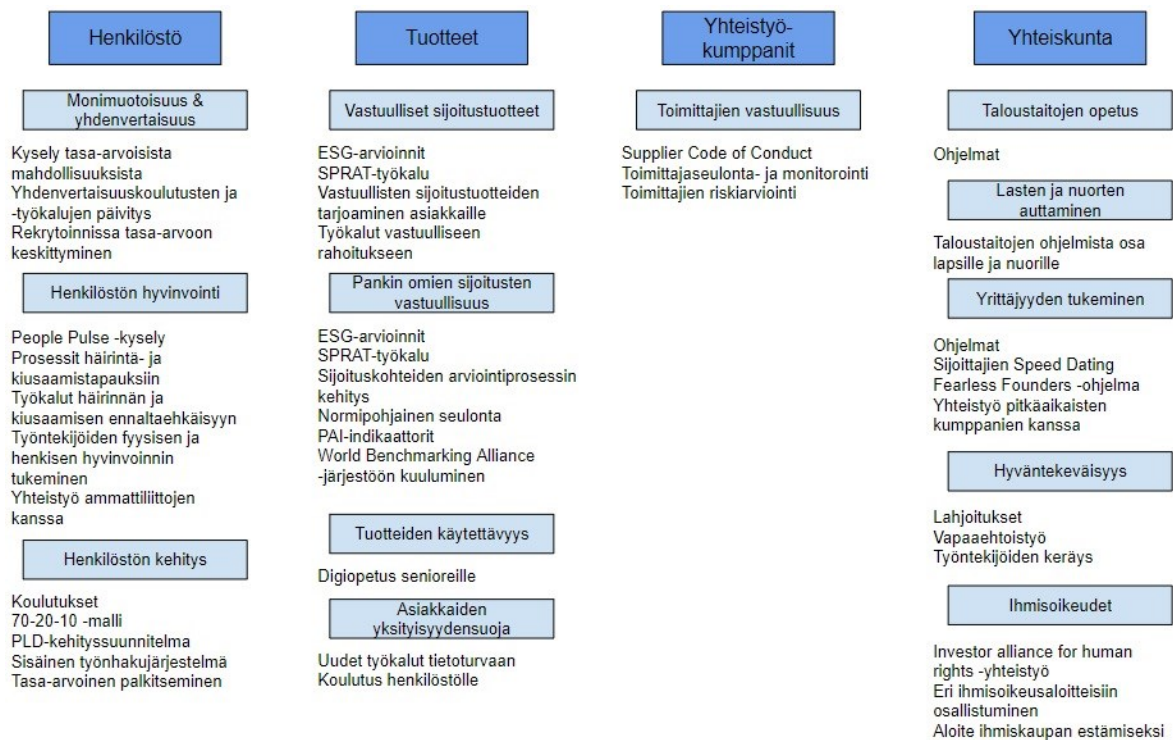 Henkilöstö
Monimuotoisuus &
yhdenvertaisuus
Kysely tasa-arvoisista
mahdollisuuksista
Yhdenvertaisuuskoulutusten ja
-työkalujen päivitys
Rekrytoinnissa tasa-arvoon
keskittyminen
Henkilöstön hyvinvointi
People Pulse -kysely
Prosessit häirintä- ja
kiusaamistapauksiin
Työkalut häirinnän ja
kiusaamisen ennaltaehkäisyyn
Työntekijöiden fyysisen ja
henkisen hyvinvoinnin
tukeminen
Yhteistyö ammattiliittojen
kanssa
Henkilöstön kehitys
Koulutukset
70-20-10 -malli
PLD-kehityssuunnitelma
Sisäinen työnhakujärjestelmä
Tasa-arvoinen palkitseminen
Tuotteet
Vastuulliset sijoitustuotteet
ESG-arvioinnit
SPRAT-työkalu
Vastuullisten sijoitustuotteiden
tarjoaminen asiakkaille
Työkalut vastuulliseen
rahoitukseen
Pankin omien sijoitusten
vastuullisuus
ESG-arvioinnit
SPRAT-työkalu
Sijoituskohteiden arviointiprosessin
kehitys
Normipohjainen seulonta
PAI-indikaattorit
World Benchmarking Alliance
-järjestöön kuuluminen
Tuotteiden käytettävyys
Digiopetus senioreille
Asiakkaiden
yksityisyydensuoja
Uudet työkalut tietoturvaan
Koulutus henkilöstölle
Yhteistyö-
kumppanit
Toimittajien vastuullisuus
Supplier Code of Conduct
Toimittajaseulonta- ja monitorointi
Toimittajien riskiarviointi
Yhteiskunta
Taloustaitojen opetus
Ohjelmat
Lasten ja nuorten
auttaminen
Taloustaitojen ohjelmista osa
lapsille ja nuorille
Yrittäjyyden tukeminen
Ohjelmat
Sijoittajien Speed Dating
Fearless Founders -ohjelma
Yhteistyö pitkäaikaisten
kumppanien kanssa
Hyväntekeväisyys
Lahjoitukset
Vapaaehtoistyö
Työntekijöiden keräys
Ihmisoikeudet
Investor alliance for human
rights -yhteistyö
Eri ihmisoikeusaloitteisiin
osallistuminen
Aloite ihmiskaupan estämiseksi